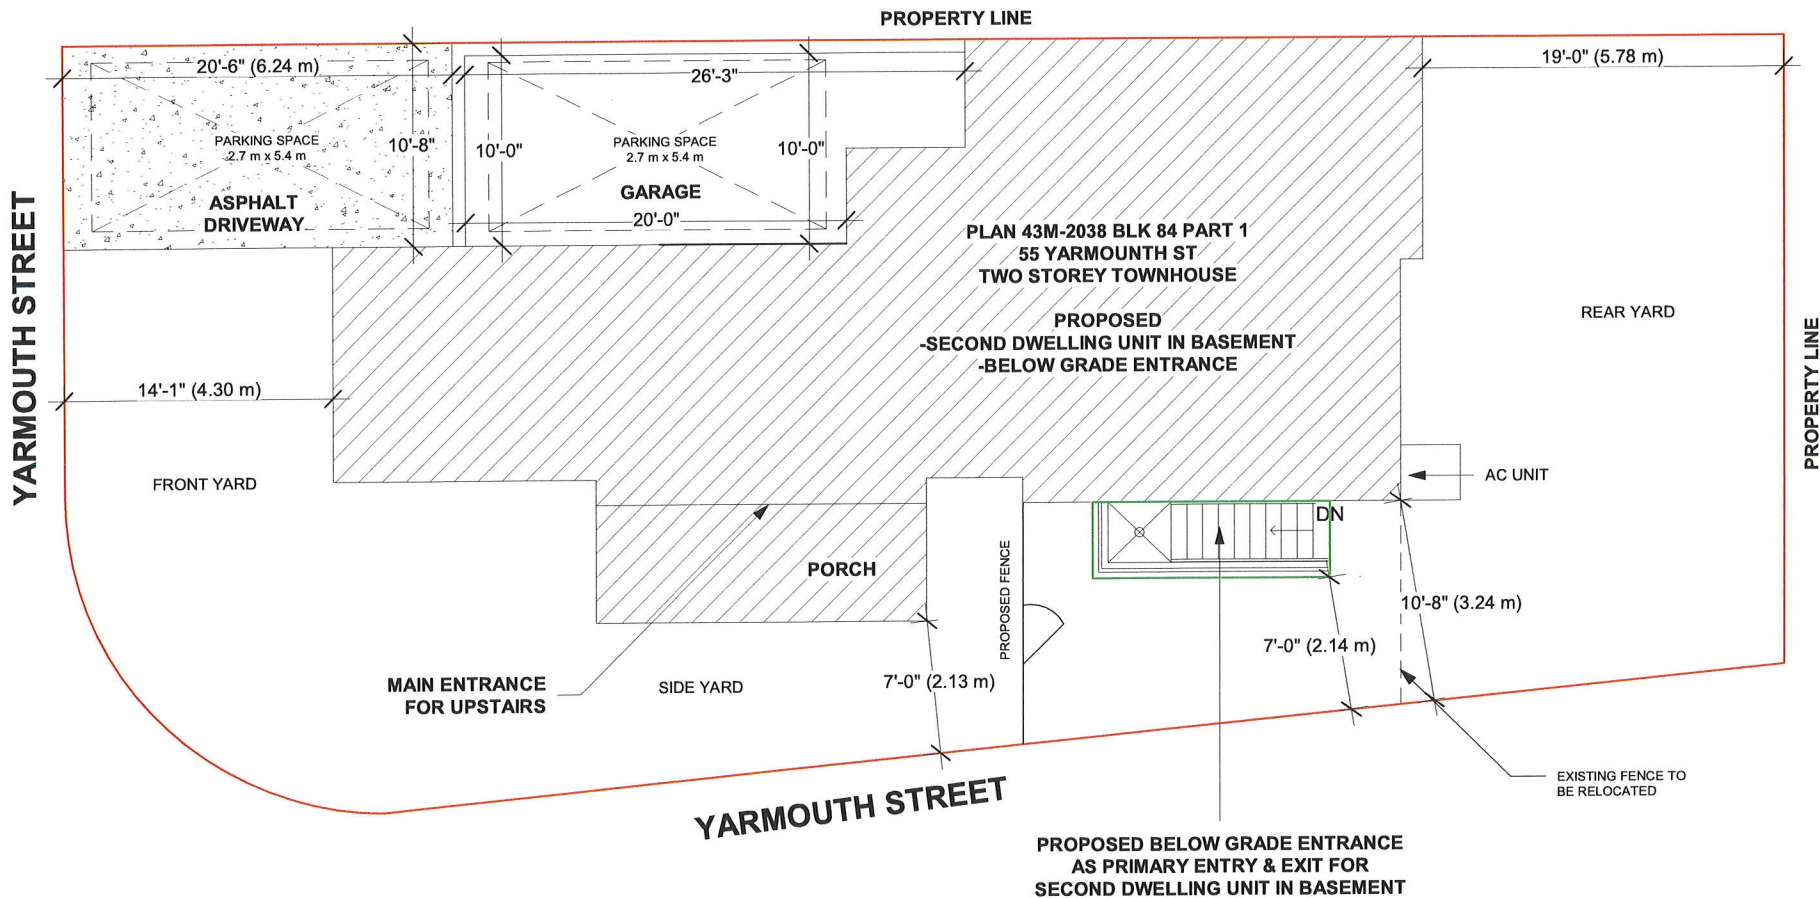 PROPERTY LINE
20'-6" (6.24 m)
26'-3"
19'-0" (5.78 m)
PARKING SPACE
2.7 m x 5.4 m
10'-8"
10'-0"
PARKING SPACE
2.7 m x 5.4 m
10'-0"
ASPHALT
DRIVEWAY
GARAGE
20'-0"
YARMOUTH STREET
PLAN 43M-2038 BLK 84 PART 1
55 YARMOUNTH ST
TWO STOREY TOWNHOUSE
PROPOSED
-SECOND DWELLING UNIT IN BASEMENT
-BELOW GRADE ENTRANCE
REAR YARD
PROPERTY LINE
14'-1" (4.30 m)
FRONT YARD
AC UNIT
DN
PORCH
PROPOSED FENCE
10'-8" (3.24 m)
7'-0" (2.14 m)
MAIN ENTRANCE
FOR UPSTAIRS
SIDE YARD
7'-0" (2.13 m)
EXISTING FENCE TO
BE RELOCATED
YARMOUTH STREET
PROPOSED BELOW GRADE ENTRANCE
AS PRIMARY ENTRY & EXIT FOR
SECOND DWELLING UNIT IN BASEMENT